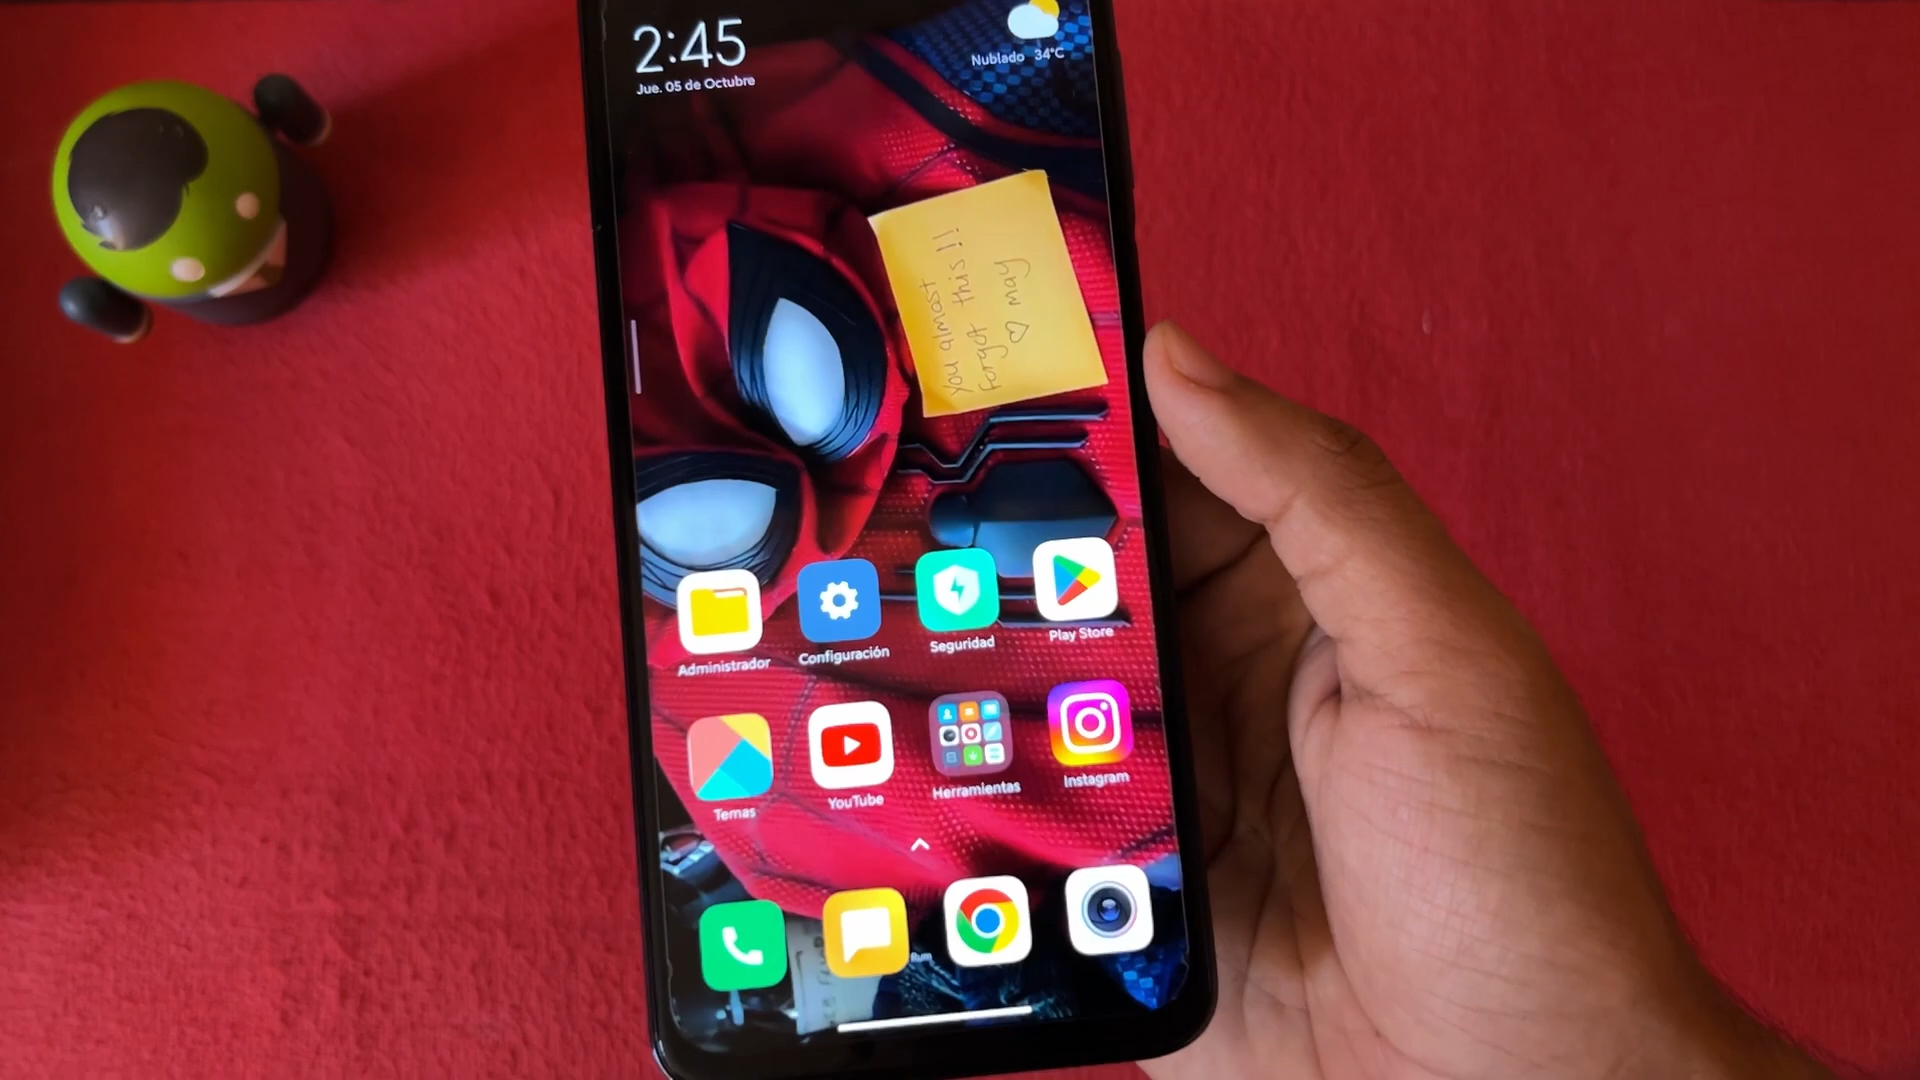 2:45
Jue. 05 de Octubre
Nublado 34°C
You almost
forgot this !!
♡ may
Administrador
Configuración
Seguridad
Play Store
Temas
YouTube
Herramientas
Instagram